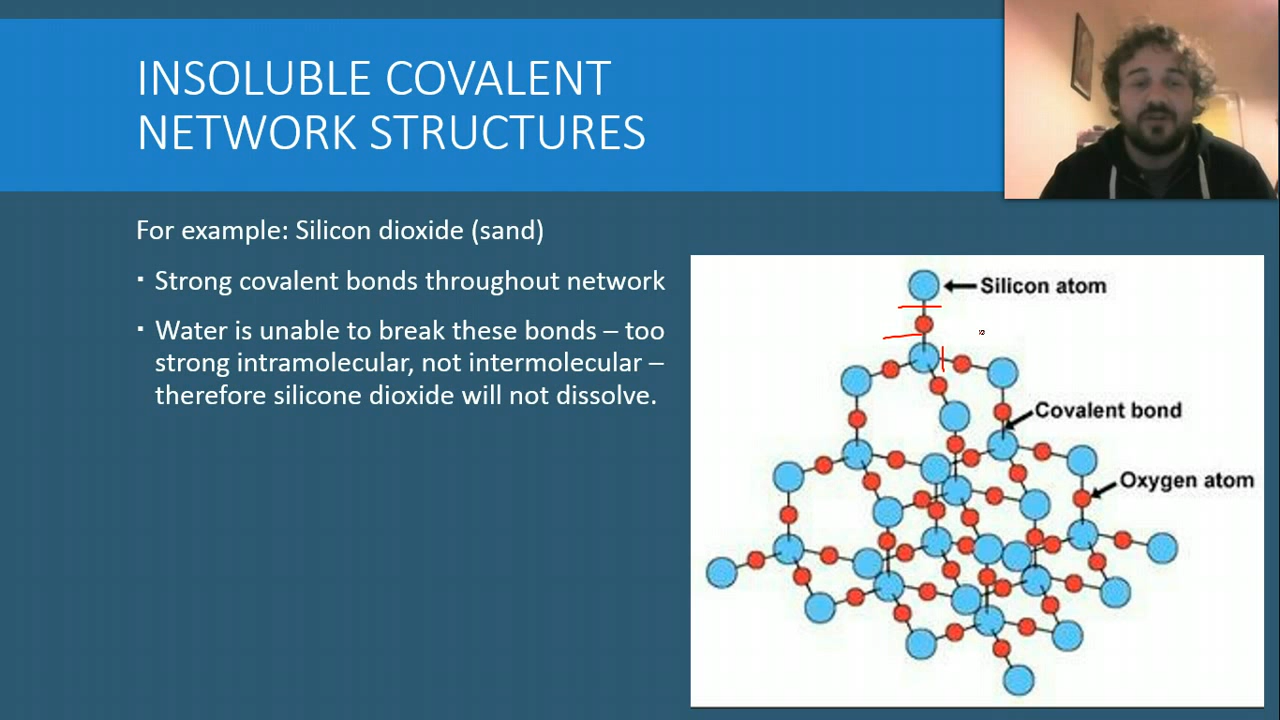 INSOLUBLE COVALENT
NETWORK STRUCTURES
For example: Silicon dioxide (sand)
▪ Strong covalent bonds throughout network
▪ Water is unable to break these bonds – too
strong intramolecular, not intermolecular –
therefore silicone dioxide will not dissolve.
Silicon atom
Covalent bond
Oxygen atom